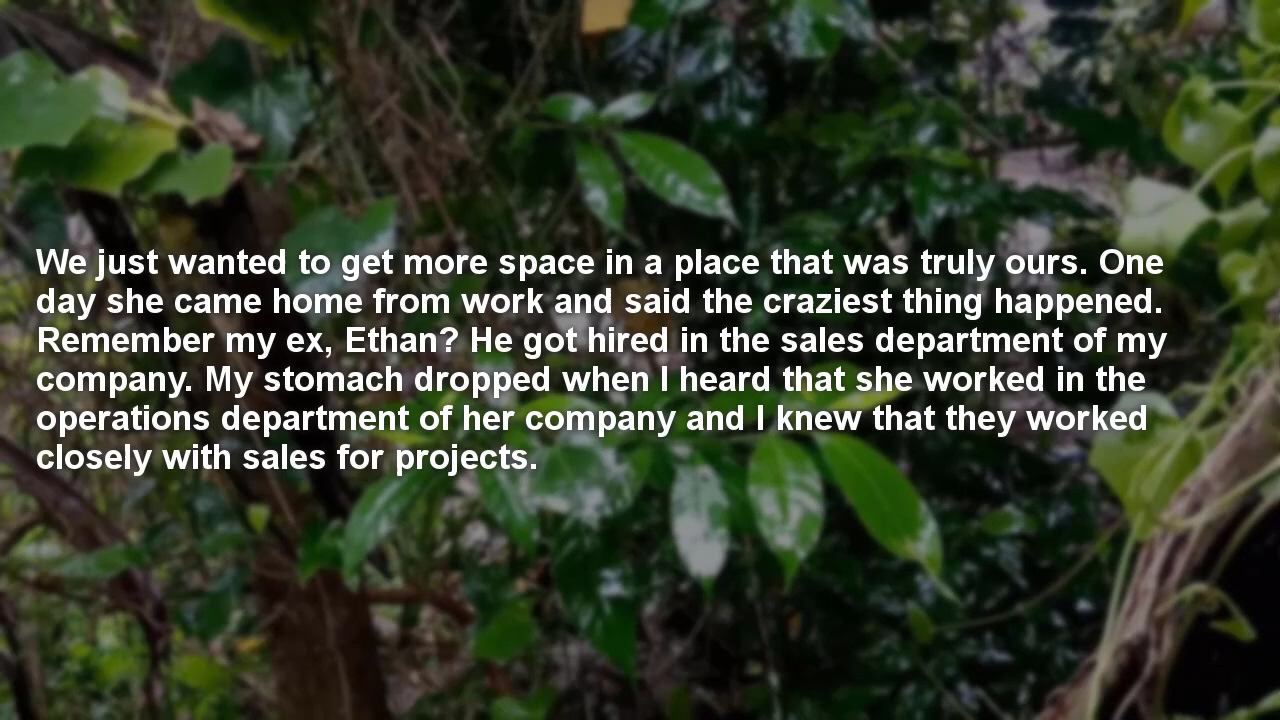 We just wanted to get more space in a place that was truly ours. One
day she came home from work and said the craziest thing happened.
Remember my ex, Ethan? He got hired in the sales department of my
company. My stomach dropped when I heard that she worked in the
operations department of her company and I knew that they worked
closely with sales for projects.